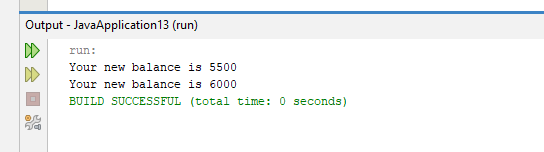 Output - JavaApplication13 (run)
run:
Your new balance is 5500
Your new balance is 6000
BUILD SUCCESSFUL (total time: 0 seconds)